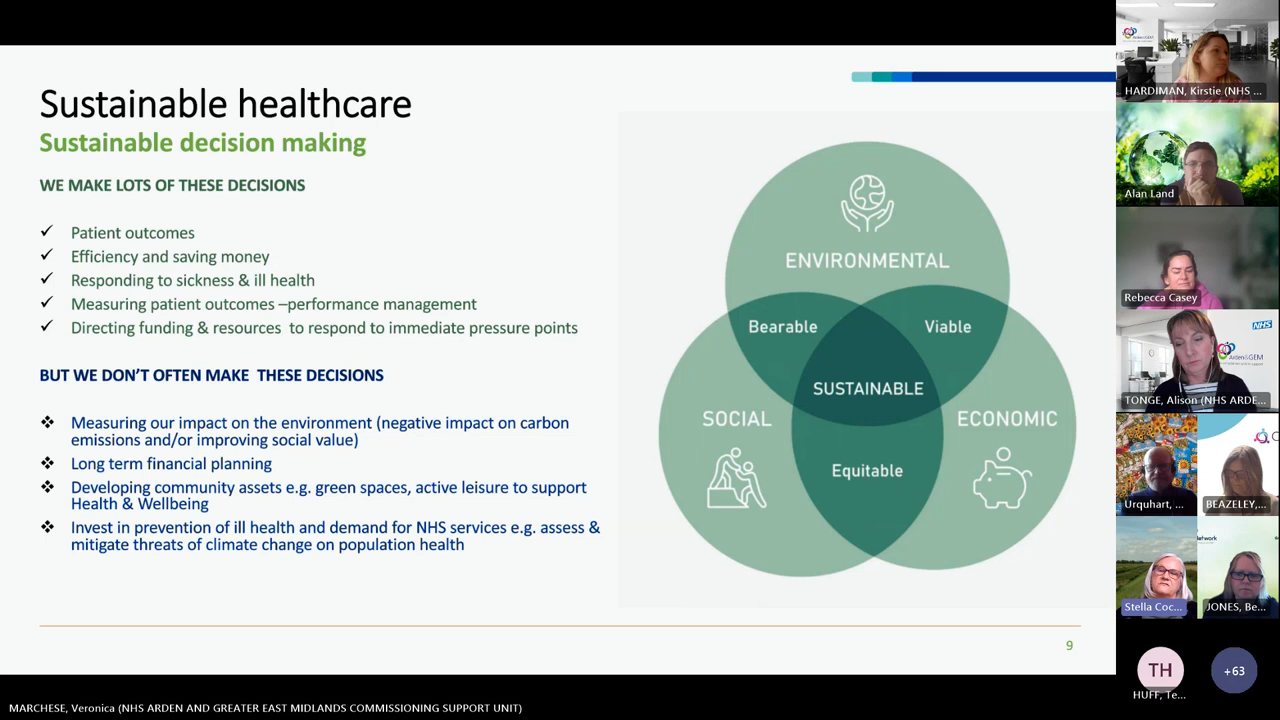 Sustainable healthcare
Sustainable decision making
WE MAKE LOTS OF THESE DECISIONS
✓ Patient outcomes
✓ Efficiency and saving money
✓ Responding to sickness & ill health
✓ Measuring patient outcomes –performance management
✓ Directing funding & resources to respond to immediate pressure points
BUT WE DON'T OFTEN MAKE THESE DECISIONS
❖ Measuring our impact on the environment (negative impact on carbon
emissions and/or improving social value)
❖ Long term financial planning
❖ Developing community assets e.g. green spaces, active leisure to support
Health & Wellbeing
❖ Invest in prevention of ill health and demand for NHS services e.g. assess &
mitigate threats of climate change on population health
ENVIRONMENTAL
Bearable
Viable
SUSTAINABLE
SOCIAL
ECONOMIC
Equitable
9
HARDIMAN, Kirstie (NHS ...
Alan Land
Rebecca Casey
NHS
Arden&GEM
TONGE, Alison (NHS ARDE...
Urquhart, ...
BEAZELEY,...
Stella Coc...
JONES, Be...
TH
HUFF, Te...
+63
MARCHESE, Veronica (NHS ARDEN AND GREATER EAST MIDLANDS COMMISSIONING SUPPORT UNIT)